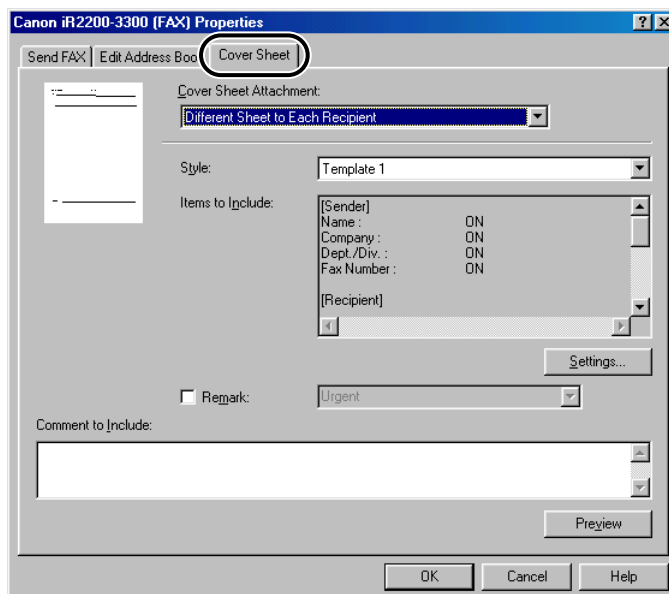 Canon iR2200-3300 (FAX) Properties
Send FAX Edit Address Boo Cover Sheet
Cover Sheet Attachment:
Different Sheet to Each Recipient
Style: Template 1
Items to Include: [Sender]
Name : ON
Company : ON
Dept./Div. : ON
Fax Number : ON
[Recipient]
Settings...
Remark: Urgent
Comment to Include:
Preview
OK Cancel Help